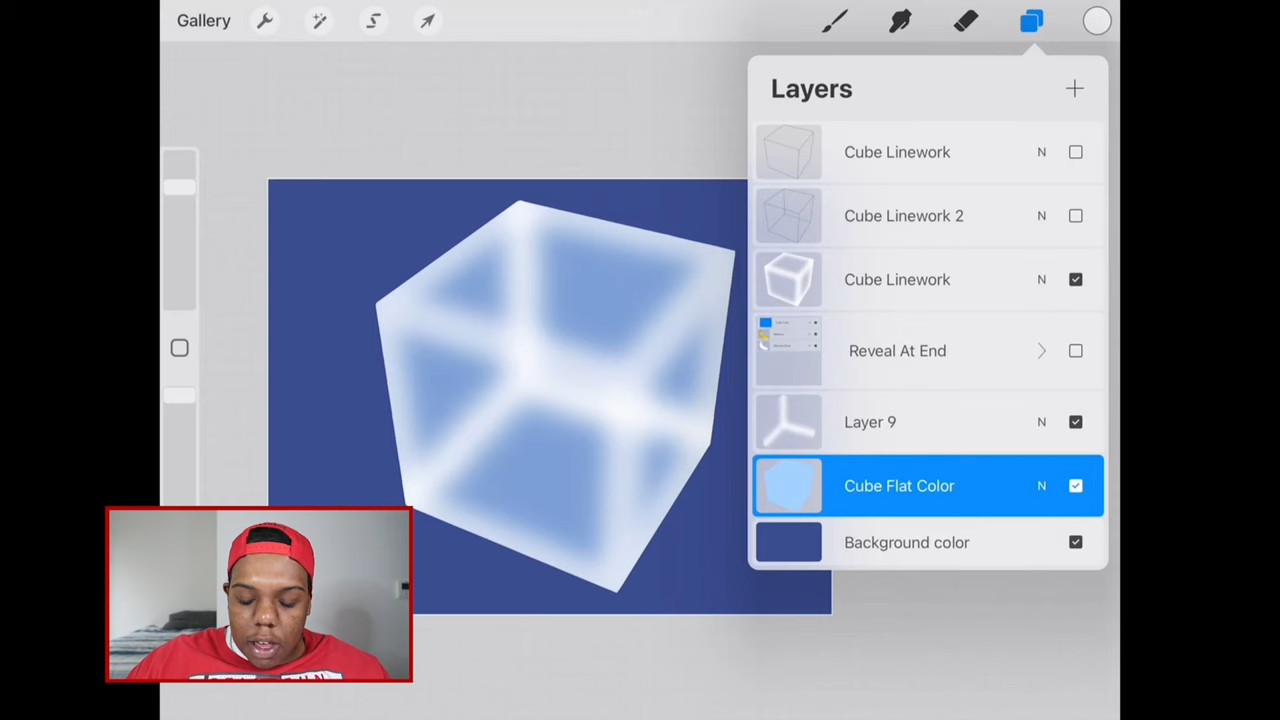 Gallery
Layers
Cube Linework N
Cube Linework 2 N
Cube Linework N
Reveal At End
Layer 9 N
Cube Flat Color N
Background color